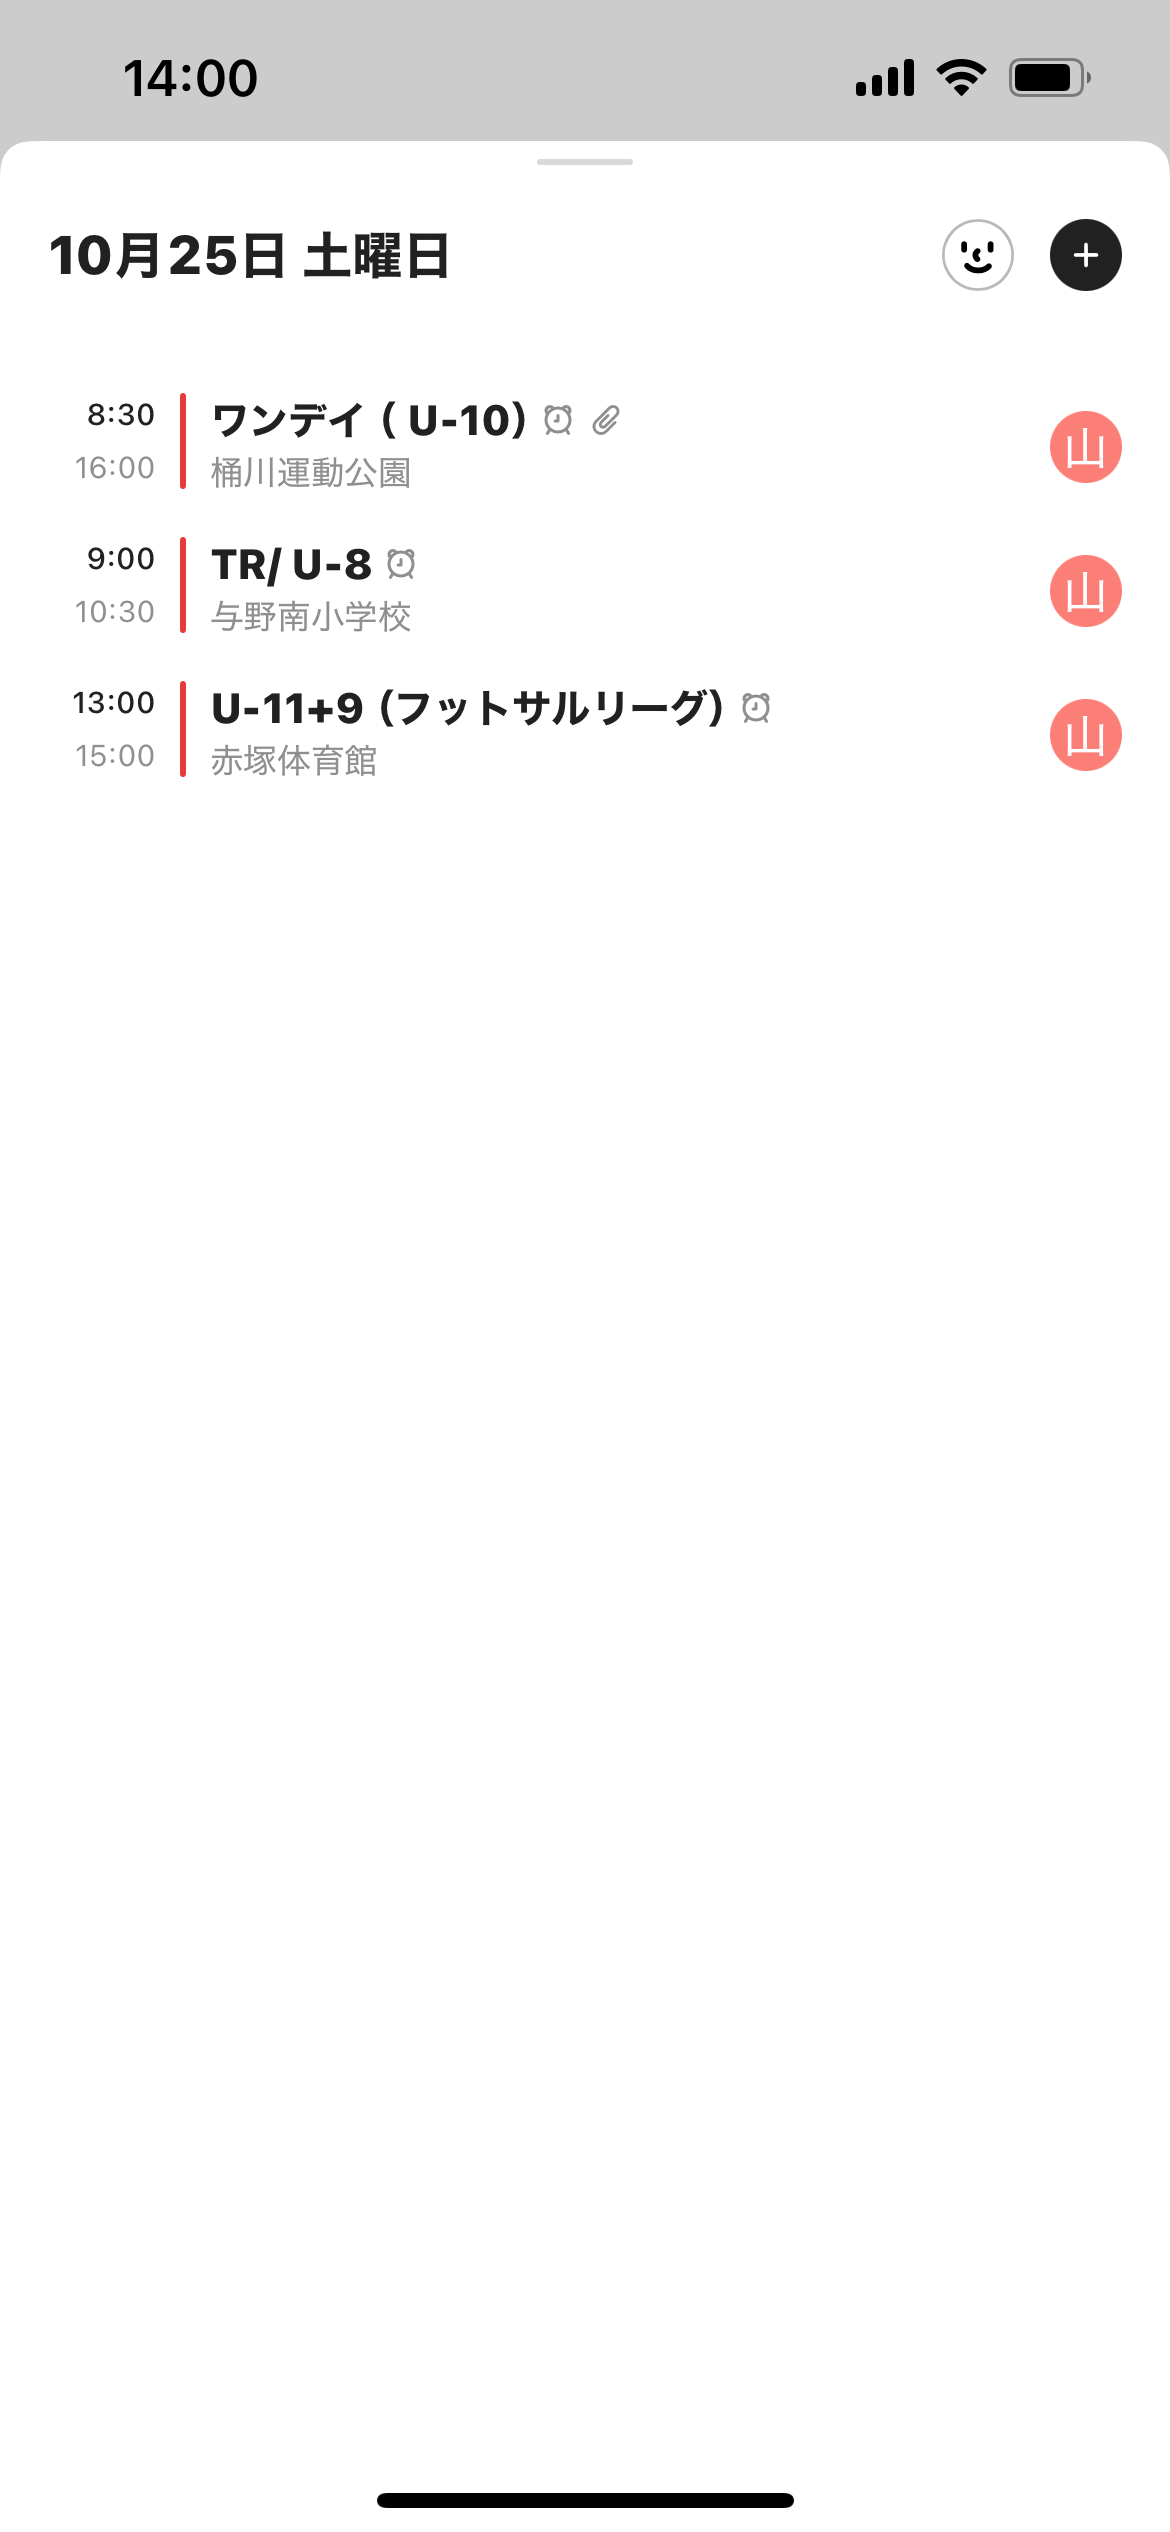 14:00
10月25日 土曜日
8:30
ワンデイ（ U-10）
16:00
桶川運動公園
山
9:00
TR/ U-8
10:30
与野南小学校
山
13:00
U-11+9 (フットサルリーグ)
15:00
赤塚体育館
山